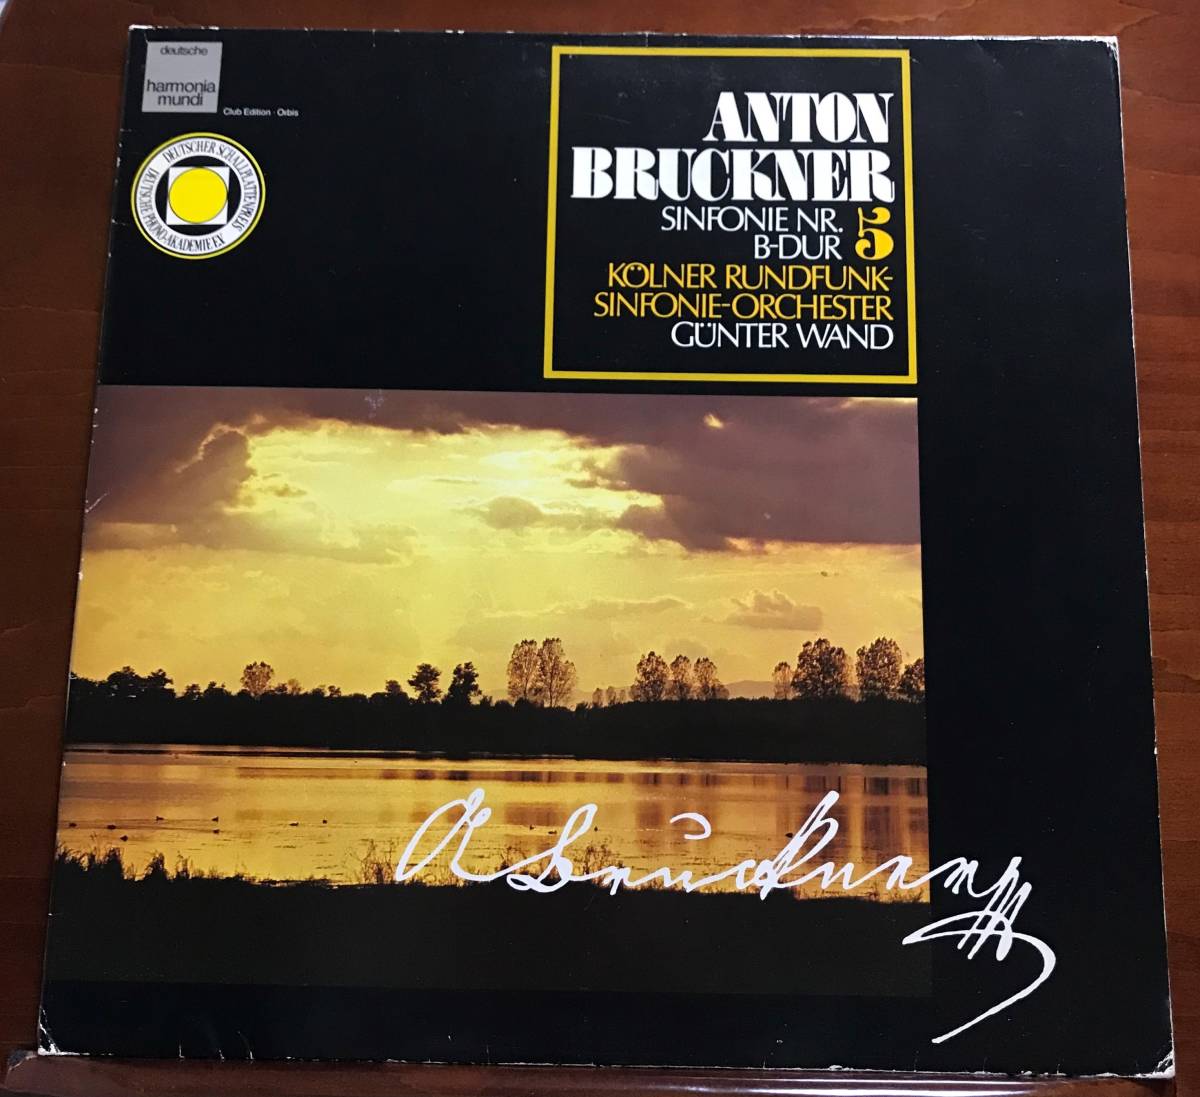 deutsche
harmonia
mundi
Club Edition · Orbis
DEUTSCHER SCHALLPLATTENPREIS
DEUTSCHE PHONO-AKADEMIE E.V.
ANTON
BRUCKNER
SINFONIE NR. 5
B-DUR
KÖLNER RUNDFUNK-
SINFONIE-ORCHESTER
GÜNTER WAND
A Bruckner